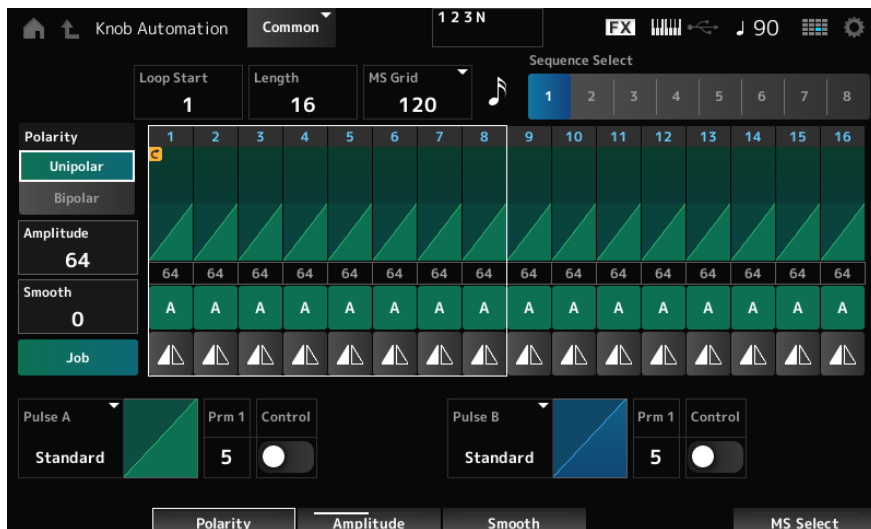 Knob Automation
Common
1 2 3 N
FX
90
Loop Start
1
Length
16
MS Grid
120
Sequence Select
1 2 3 4 5 6 7 8
Polarity
Unipolar
Bipolar
Amplitude
64
Smooth
0
Job
1 2 3 4 5 6 7 8 9 10 11 12 13 14 15 16
64 64 64 64 64 64 64 64 64 64 64 64 64 64 64 64
A A A A A A A A A A A A A A A A
Pulse A
Standard
Prm 1
5
Control
Pulse B
Standard
Prm 1
5
Control
Polarity
Amplitude
Smooth
MS Select